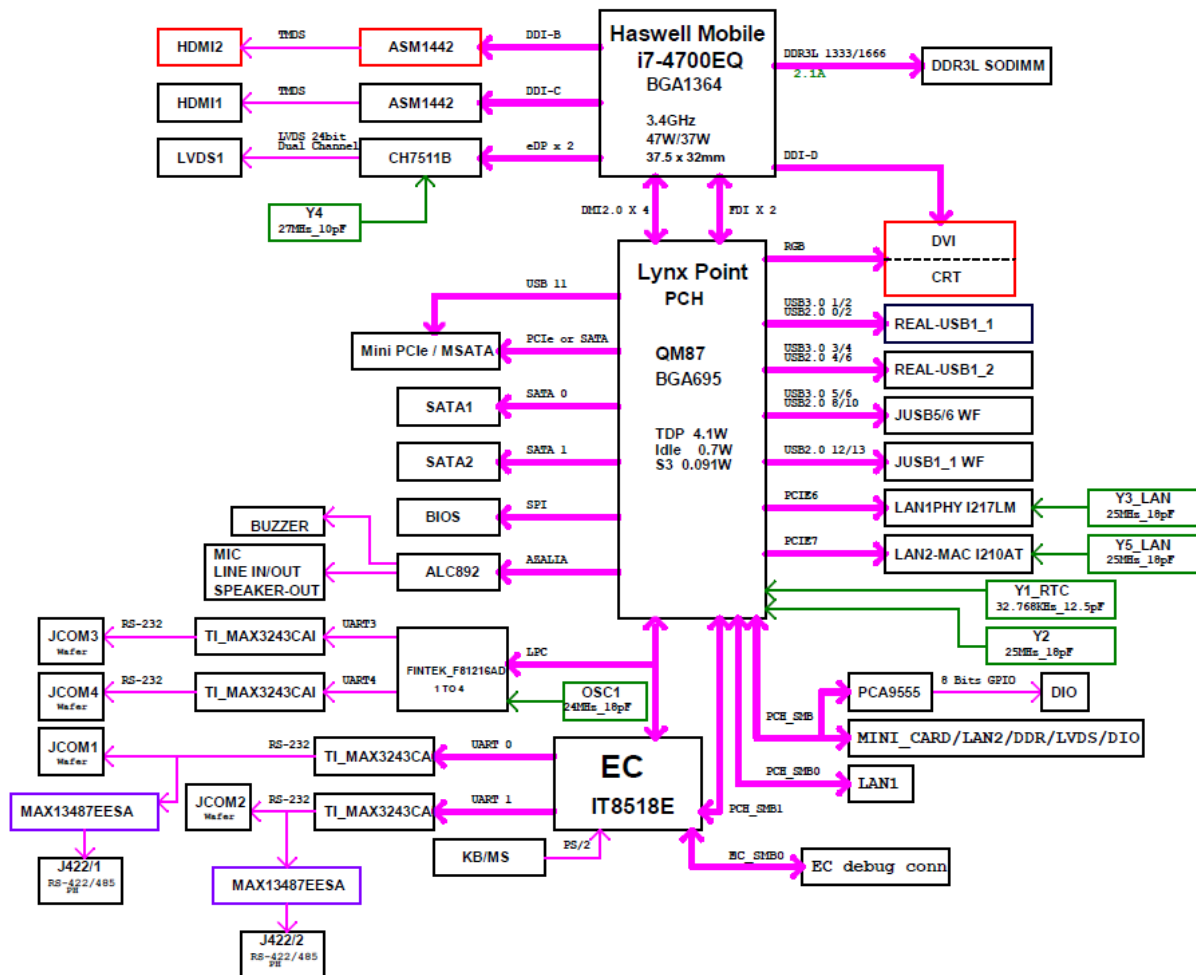 Haswell Mobile
i7-4700EQ
BGA1364
3.4GHz
47W/37W
37.5 x 32mm
HDMI2
TMDS
ASM1442
DDI-B
DDR3L 1333/1666
2.1A
DDR3L SODIMM
HDMI1
TMDS
ASM1442
DDI-C
LVDS1
LVDS 24bit
Dual Channel
CH7511B
eDP x 2
DDI-D
Y4
27MHz_10pF
DMI2.0 X 4
FDI X 2
Lynx Point
PCH
QM87
BGA695
TDP 4.1W
Idle 0.7W
S3 0.091W
RGB
DVI
CRT
USB 11
Mini PCIe / MSATA
PCIe or SATA
USB3.0 1/2
USB2.0 0/2
REAL-USB1_1
USB3.0 3/4
USB2.0 4/6
REAL-USB1_2
SATA1
SATA 0
USB3.0 5/6
USB2.0 8/10
JUSB5/6 WF
SATA2
SATA 1
USB2.0 12/13
JUSB1_1 WF
BIOS
SPI
PCIE6
LAN1PHY I217LM
Y3_LAN
25MHz_18pF
BUZZER
MIC
LINE IN/OUT
SPEAKER-OUT
ALC892
ASALIA
PCIE7
LAN2-MAC I210AT
Y5_LAN
25MHz_18pF
Y1_RTC
32.768KHz_12.5pF
Y2
25MHz_18pF
JCOM3
Wafer
RS-232
TI_MAX3243CAI
UART3
FINTEK_F81216AD
1 TO 4
LPC
JCOM4
Wafer
RS-232
TI_MAX3243CAI
UART4
OSC1
24MHz_18pF
PCA9555
8 Bits GPIO
DIO
PCH_SMB
MINI_CARD/LAN2/DDR/LVDS/DIO
JCOM1
Wafer
RS-232
TI_MAX3243CAI
UART 0
EC
IT8518E
PCH_SMB0
LAN1
MAX13487EESA
JCOM2
Wafer
RS-232
TI_MAX3243CAI
UART 1
PCH_SMB1
KB/MS
PS/2
EC_SMB0
EC debug conn
J422/1
RS-422/485
PH
MAX13487EESA
J422/2
RS-422/485
PH